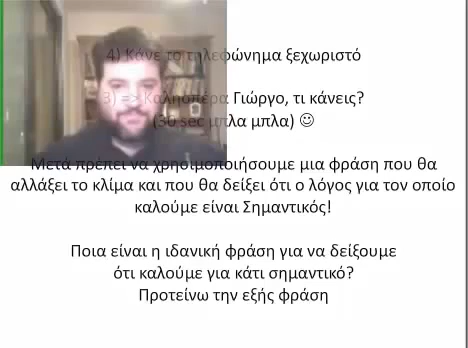 4) Κάνε το τηλεφώνημα ξεχωριστό
3) => Καλησπέρα Γιώργο, τι κάνεις?
(30 sec μπλα μπλα) ☺
Μετά πρέπει να χρησιμοποιήσουμε μια φράση που θα
αλλάξει το κλίμα και που θα δείξει ότι ο λόγος για τον οποίο
καλούμε είναι Σημαντικός!
Ποια είναι η ιδανική φράση για να δείξουμε
ότι καλούμε για κάτι σημαντικό?
Προτείνω την εξής φράση